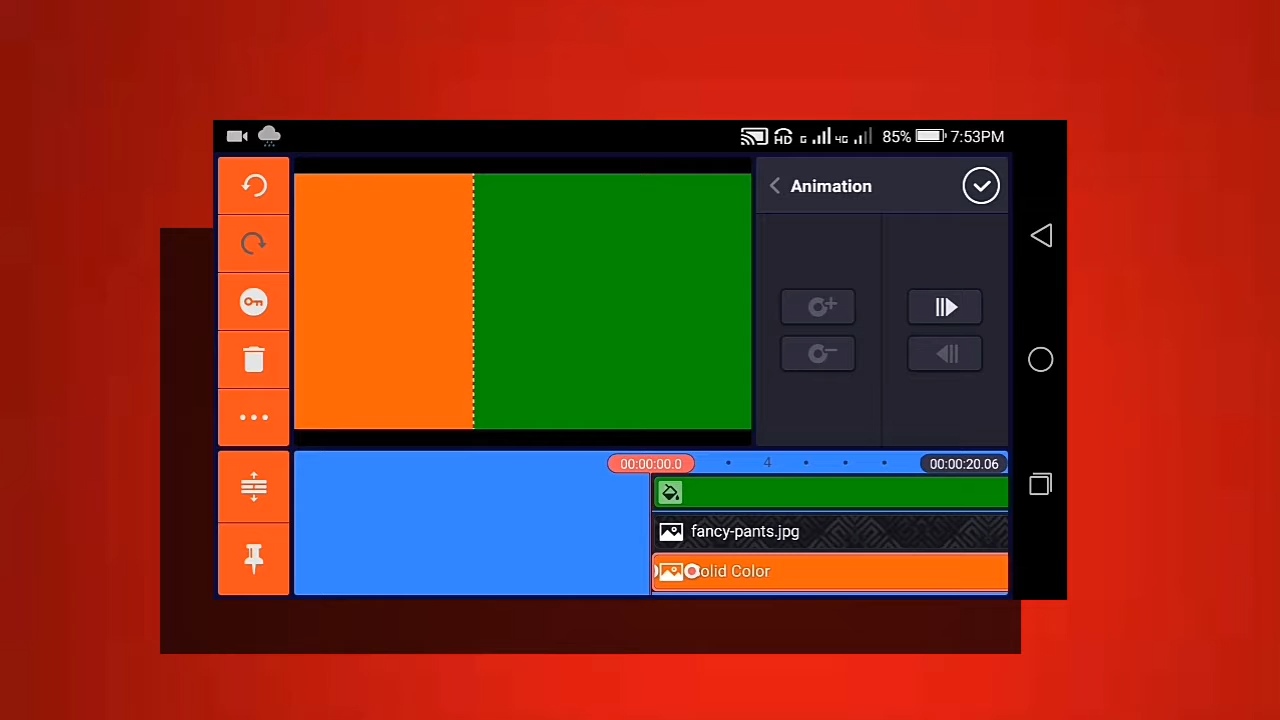 HD G 4G 85% 7:53PM
Animation
00:00:00.0 4 00:00:20.06
fancy-pants.jpg
olid Color